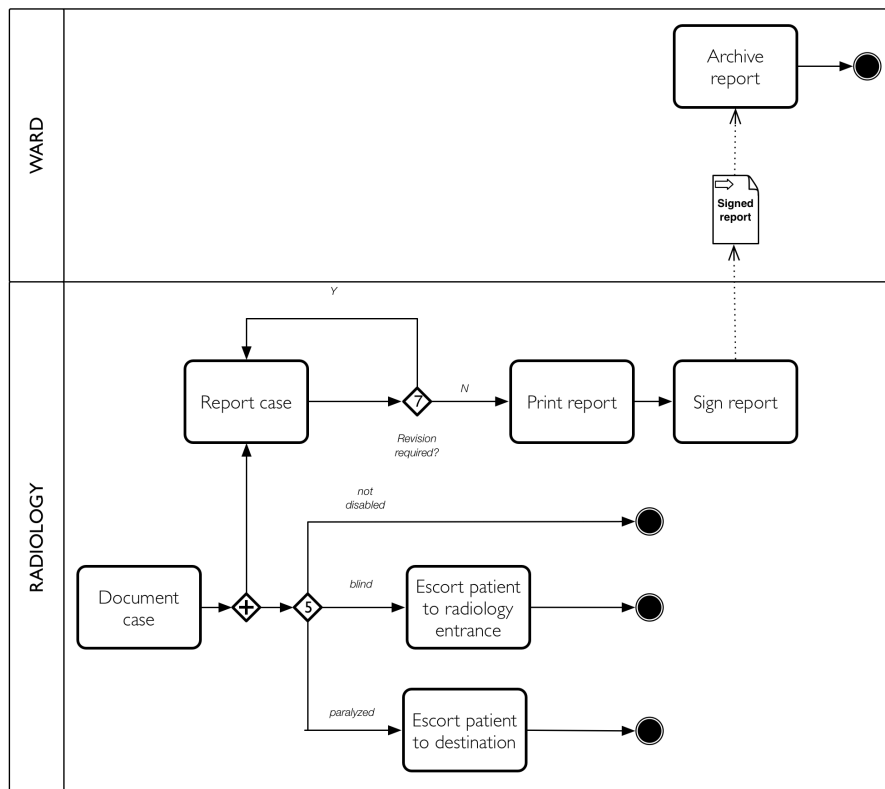 WARD
Archive
report
Signed
report
RADIOLOGY
Y
Report case
7
N
Print report
Sign report
Revision
required?
not
disabled
Document
case
5
blind
Escort patient
to radiology
entrance
paralyzed
Escort patient
to destination